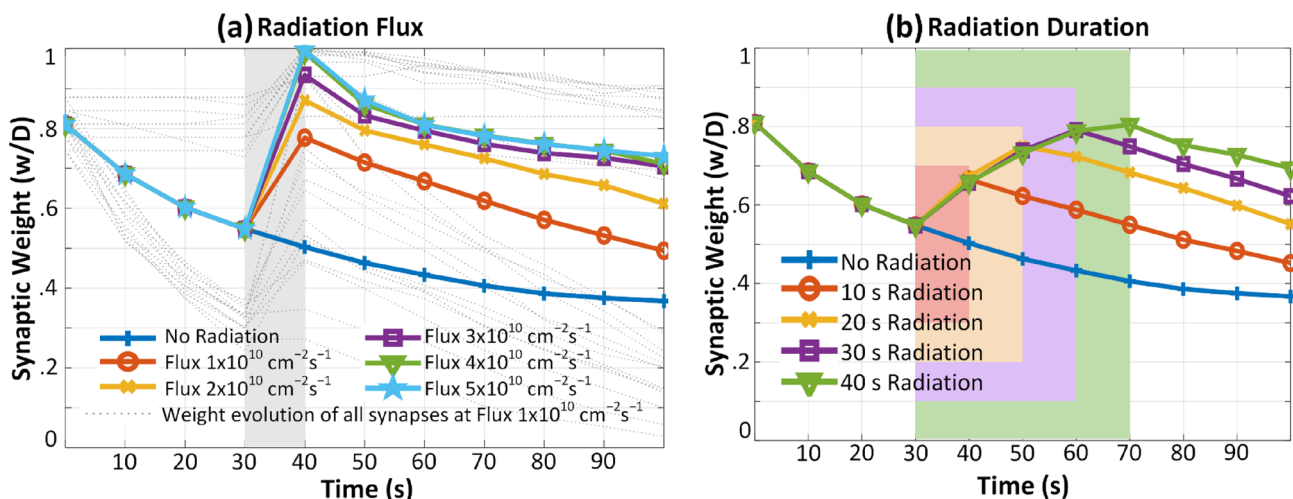 (a) Radiation Flux
Synaptic Weight (w/D)
1
.8
.6
.4
.2
0
No Radiation
Flux 1x10¹⁰ cm⁻²s⁻¹
Flux 2x10¹⁰ cm⁻²s⁻¹
Flux 3x10¹⁰ cm⁻²s⁻¹
Flux 4x10¹⁰ cm⁻²s⁻¹
Flux 5x10¹⁰ cm⁻²s⁻¹
Weight evolution of all synapses at Flux 1x10¹⁰ cm⁻²s⁻¹
10 20 30 40 50 60 70 80 90
Time (s)
(b) Radiation Duration
Synaptic Weight (w/D)
1
.8
.6
.4
.2
0
No Radiation
10 s Radiation
20 s Radiation
30 s Radiation
40 s Radiation
10 20 30 40 50 60 70 80 90
Time (s)